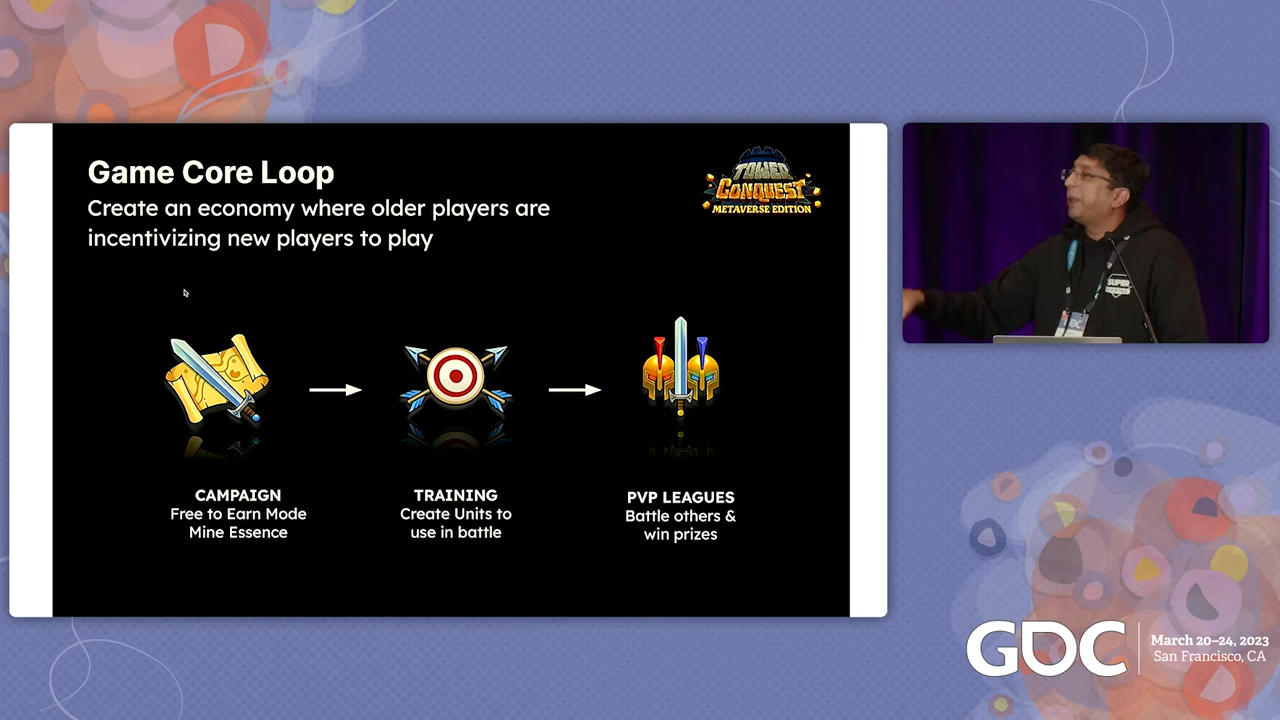 Game Core Loop
Create an economy where older players are
incentivizing new players to play
TOWER
CONQUEST
METAVERSE EDITION
CAMPAIGN
Free to Earn Mode
Mine Essence
TRAINING
Create Units to
use in battle
PVP LEAGUES
Battle others &
win prizes
SUPER
GDC
GDC
March 20–24, 2023
San Francisco, CA